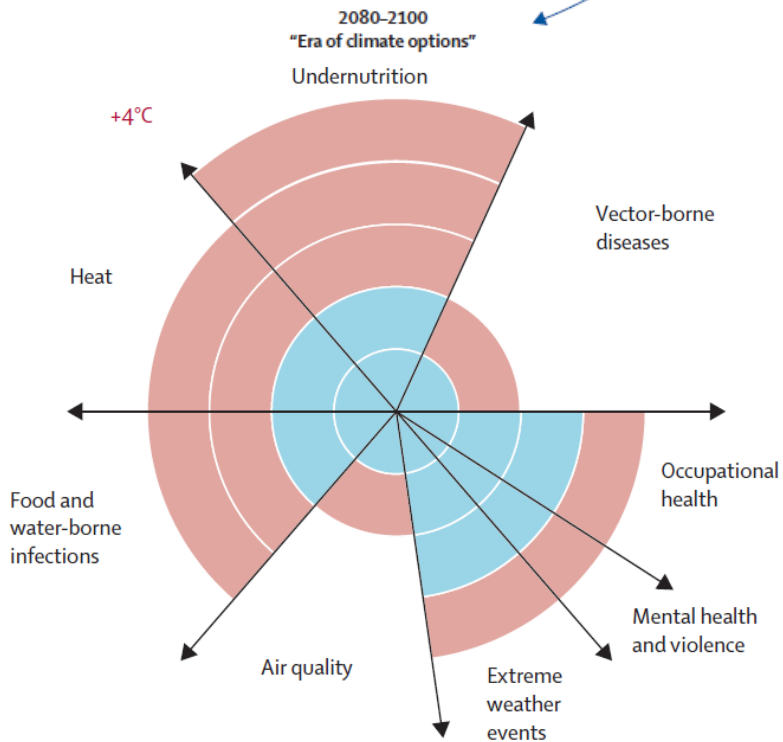 2080–2100
“Era of climate options”
Undernutrition
+4°C
Vector-borne
diseases
Heat
Occupational
health
Food and
water-borne
infections
Mental health
and violence
Air quality
Extreme
weather
events